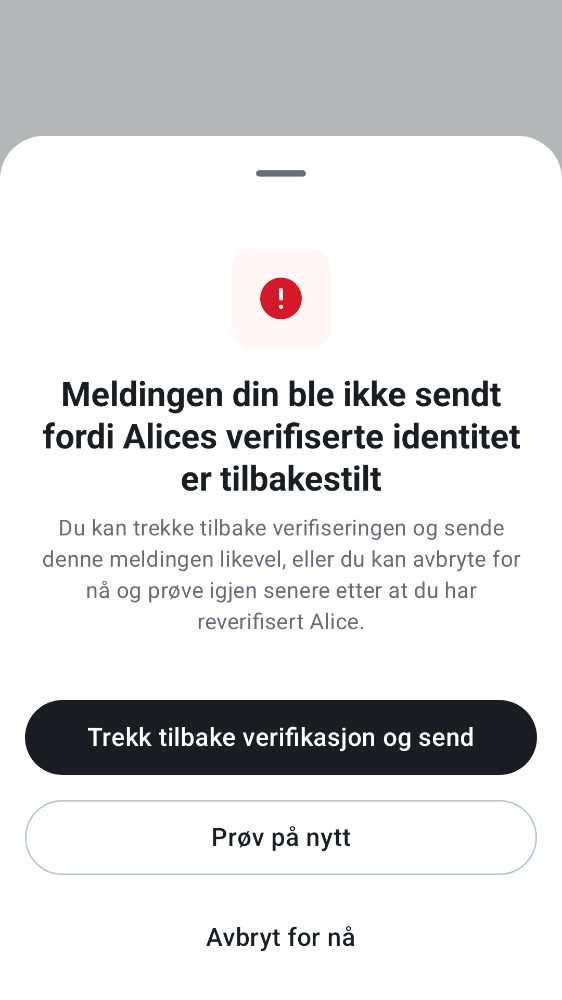 Meldingen din ble ikke sendt
fordi Alices verifiserte identitet
er tilbakestilt
Du kan trekke tilbake verifiseringen og sende
denne meldingen likevel, eller du kan avbryte for
nå og prøve igjen senere etter at du har
reverifisert Alice.
Trekk tilbake verifikasjon og send
Prøv på nytt
Avbryt for nå